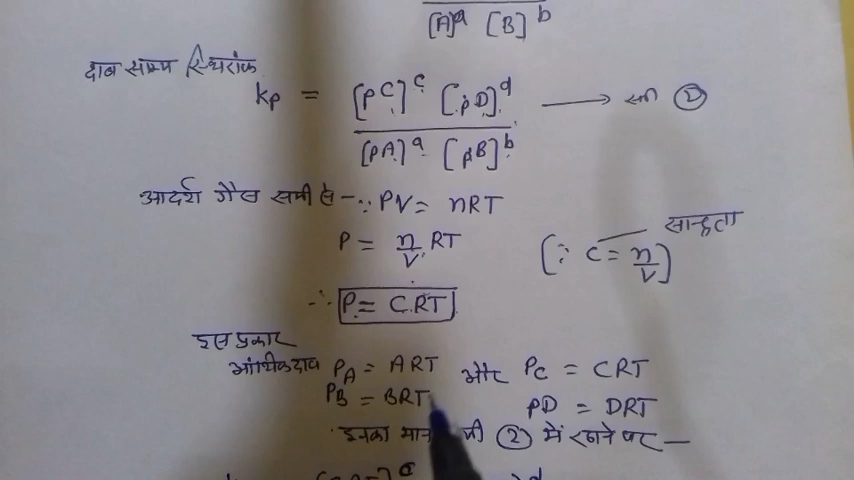 [A]ᵃ [B]ᵇ
दाब साम्य स्थिरांक
Kp = [PC]ᶜ [PD]ᵈ ⟶ समी ②
[PA]ᵃ [PB]ᵇ
आदर्श गैस समी से - ∵ PV = nRT
P = n/V RT
(∵ C = n/V) सान्द्रता
∴ P = CRT
इस प्रकार
आंशिक दाब PA = ART और PC = CRT
PB = BRT PD = DRT
इनका मान ② में रखने पर —